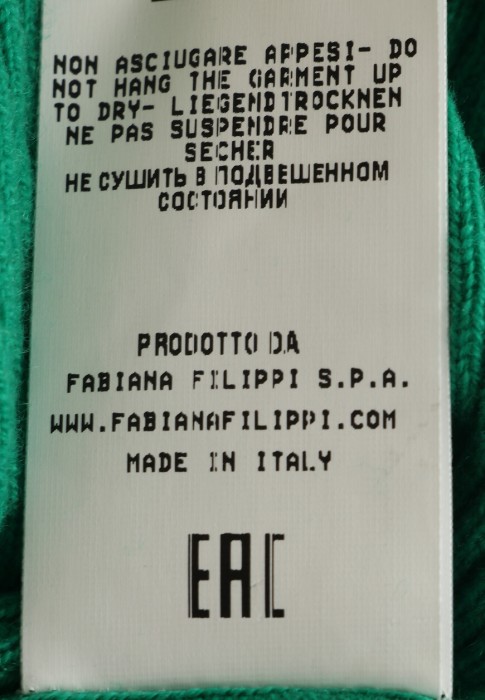 NON ASCIUGARE APPESI- DO
NOT HANG THE GARMENT UP
TO DRY- LIEGENDTROCKNEN
NE PAS SUSPENDRE POUR
SECHER
НЕ СУШИТЬ В ПОДВЕШЕННОМ
СОСТОЯНИИ
PRODOTTO DA
FABIANA FILIPPI S.P.A.
WWW.FABIANAFILIPPI.COM
MADE IN ITALY
EAC